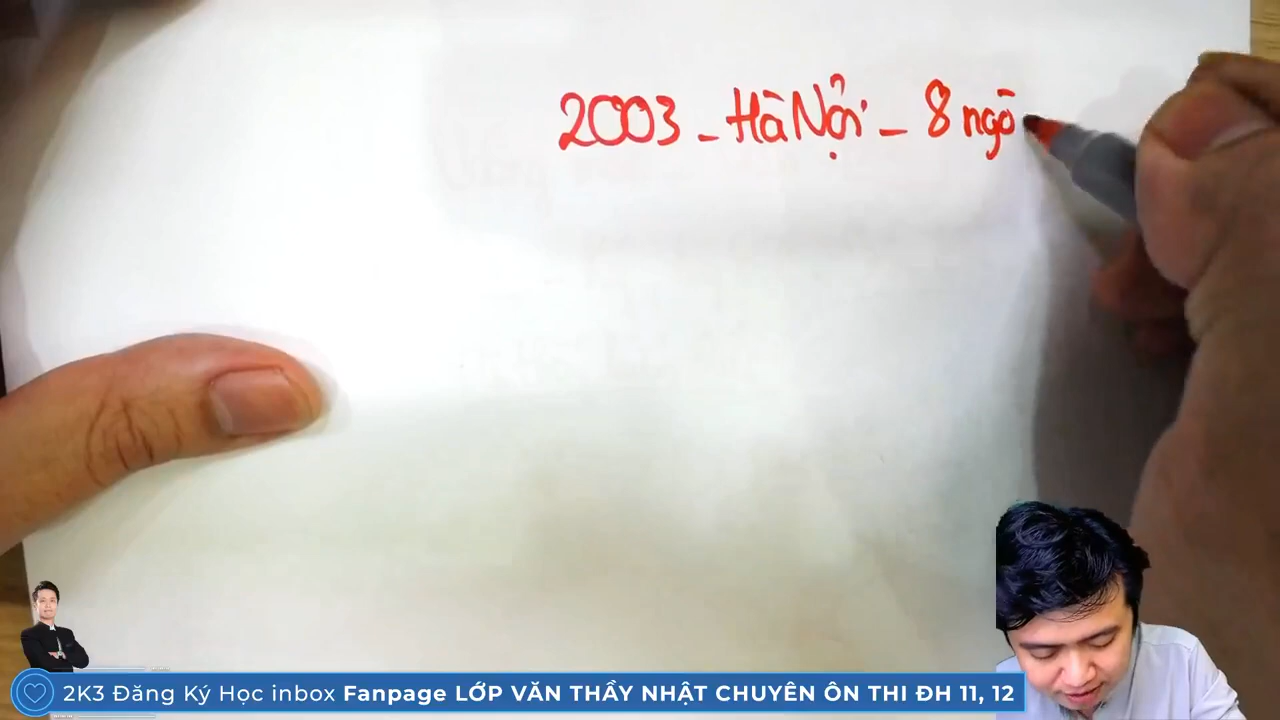 2003 - Hà Nội - 8 ngõ
2K3 Đăng Ký Học inbox Fanpage LỚP VĂN THẦY NHẬT CHUYÊN ÔN THI ĐH 11, 12